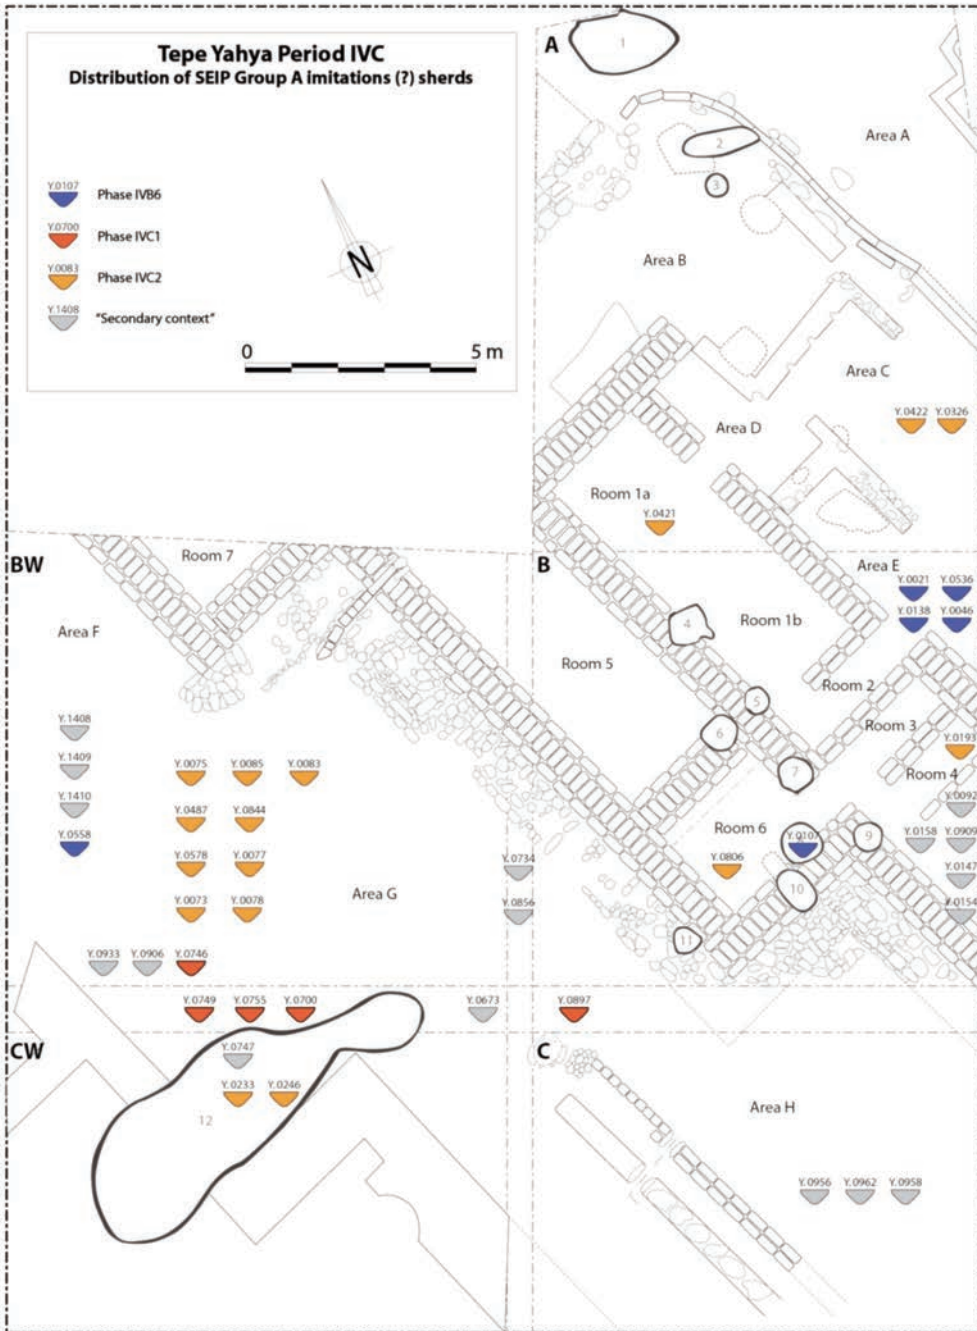 Tepe Yahya Period IVC
Distribution of SEIP Group A imitations (?) sherds
Y.0107
Phase IVB6
Y.0700
Phase IVC1
Y.0083
Phase IVC2
Y.1408
"Secondary context"
N
0 5 m
A
1
Area A
2
3
Area B
Area C
Y.0422 Y.0326
Area D
Room 1a
Y.0421
BW
Room 7
B
Area E
Y.0021 Y.0536
Y.0138 Y.0046
Area F
4
Room 1b
Room 5
Room 2
5
Room 3
6
Y.0193
7
Room 4
Y.1408
Y.1409
Y.1410
Y.0558
Y.0075 Y.0085 Y.0083
Y.0487 Y.0844
Y.0578 Y.0077
Y.0073 Y.0078
Area G
Y.0933 Y.0906 Y.0746
Y.0734
Y.0856
Room 6
Y.0107
9
Y.0806
10
11
Y.0092
Y.0158 Y.0909
Y.0147
Y.0154
Y.0749 Y.0755 Y.0700
Y.0673
Y.0897
CW
Y.0747
Y.0233 Y.0246
12
C
Area H
Y.0956 Y.0962 Y.0958